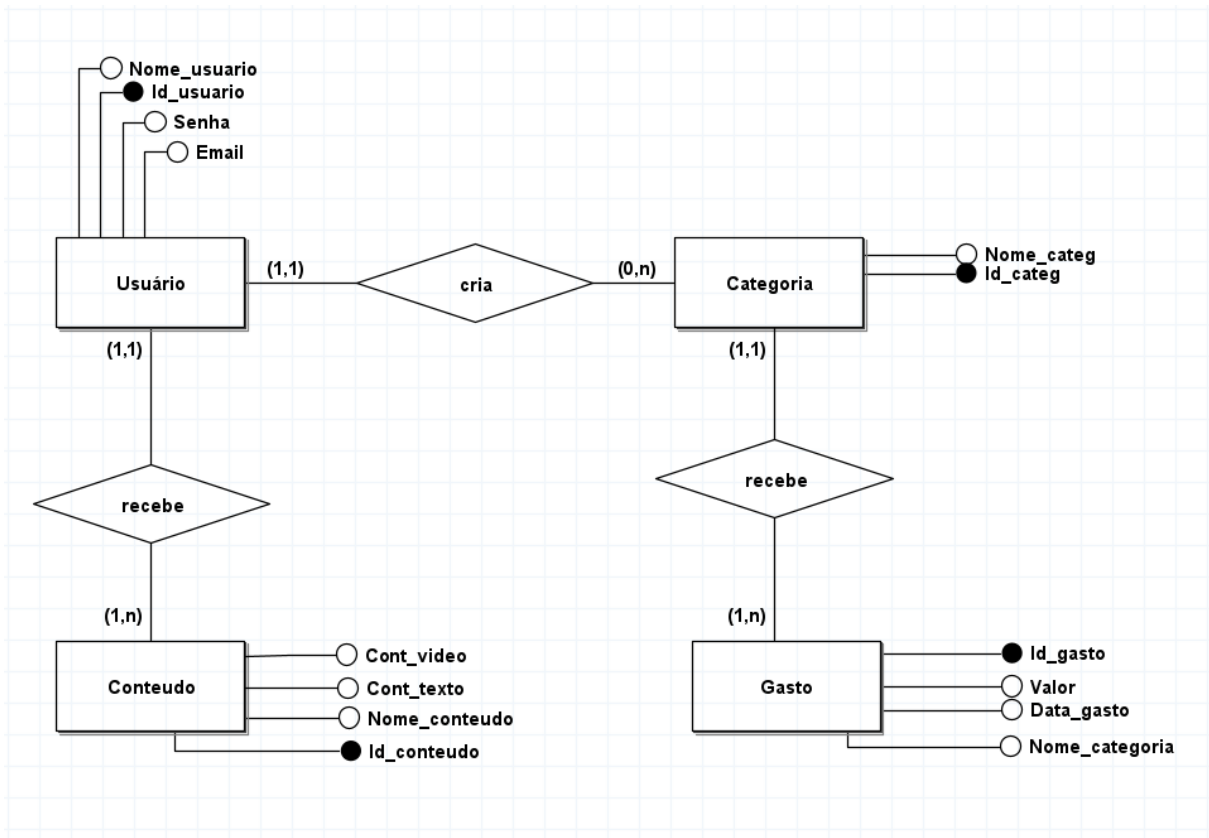 Nome_usuario
Id_usuario
Senha
Email
Usuário
(1,1)
cria
(0,n)
Categoria
Nome_categ
Id_categ
(1,1)
(1,1)
recebe
recebe
(1,n)
(1,n)
Conteudo
Cont_video
Cont_texto
Nome_conteudo
Id_conteudo
Gasto
Id_gasto
Valor
Data_gasto
Nome_categoria